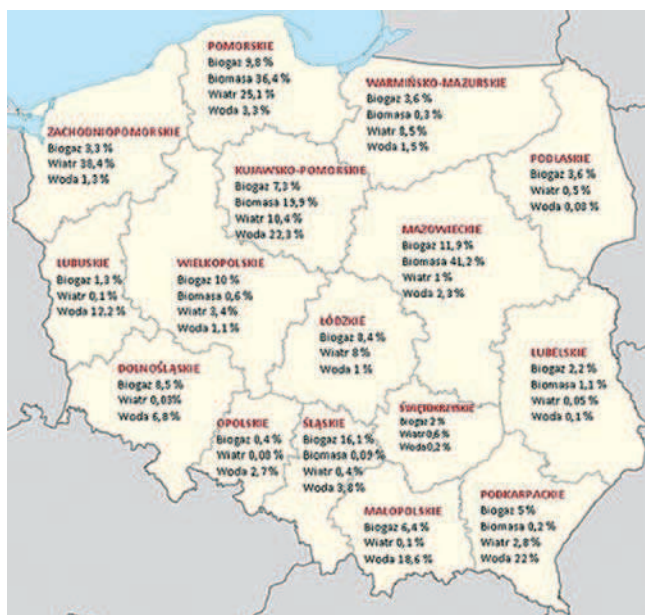 POMORSKIE
Biogaz 9,8 %
Biomasa 36,4 %
Wiatr 25,1 %
Woda 3,3 %
WARMIŃSKO-MAZURSKIE
Biogaz 3,6 %
Biomasa 0,3 %
Wiatr 8,5 %
Woda 1,5 %
ZACHODNIOPOMORSKIE
Biogaz 3,3 %
Wiatr 38,4 %
Woda 1,3 %
PODLASKIE
Biogaz 3,6 %
Wiatr 0,5 %
Woda 0,08 %
KUJAWSKO-POMORSKIE
Biogaz 7,3 %
Biomasa 19,9 %
Wiatr 10,4 %
Woda 22,3 %
MAZOWIECKIE
Biogaz 11,9 %
Biomasa 41,2 %
Wiatr 1 %
Woda 2,3 %
LUBUSKIE
Biogaz 1,3 %
Wiatr 0,1 %
Woda 12,2 %
WIELKOPOLSKIE
Biogaz 10 %
Biomasa 0,6 %
Wiatr 3,4 %
Woda 1,1 %
ŁÓDZKIE
Biogaz 8,4 %
Wiatr 8 %
Woda 1 %
LUBELSKIE
Biogaz 2,2 %
Biomasa 1,1 %
Wiatr 0,05 %
Woda 0,1 %
DOLNOŚLĄSKIE
Biogaz 8,5 %
Wiatr 0,03%
Woda 6,8 %
OPOLSKIE
Biogaz 0,4 %
Wiatr 0,08 %
Woda 2,7 %
ŚLĄSKIE
Biogaz 16,1 %
Biomasa 0,09 %
Wiatr 0,4 %
Woda 3,8 %
ŚWIĘTOKRZYSKIE
Biogaz 2 %
Wiatr 0,6 %
Woda 0,2 %
MAŁOPOLSKIE
Biogaz 6,4 %
Wiatr 0,1 %
Woda 18,6 %
PODKARPACKIE
Biogaz 5 %
Biomasa 0,2 %
Wiatr 2,8 %
Woda 22 %